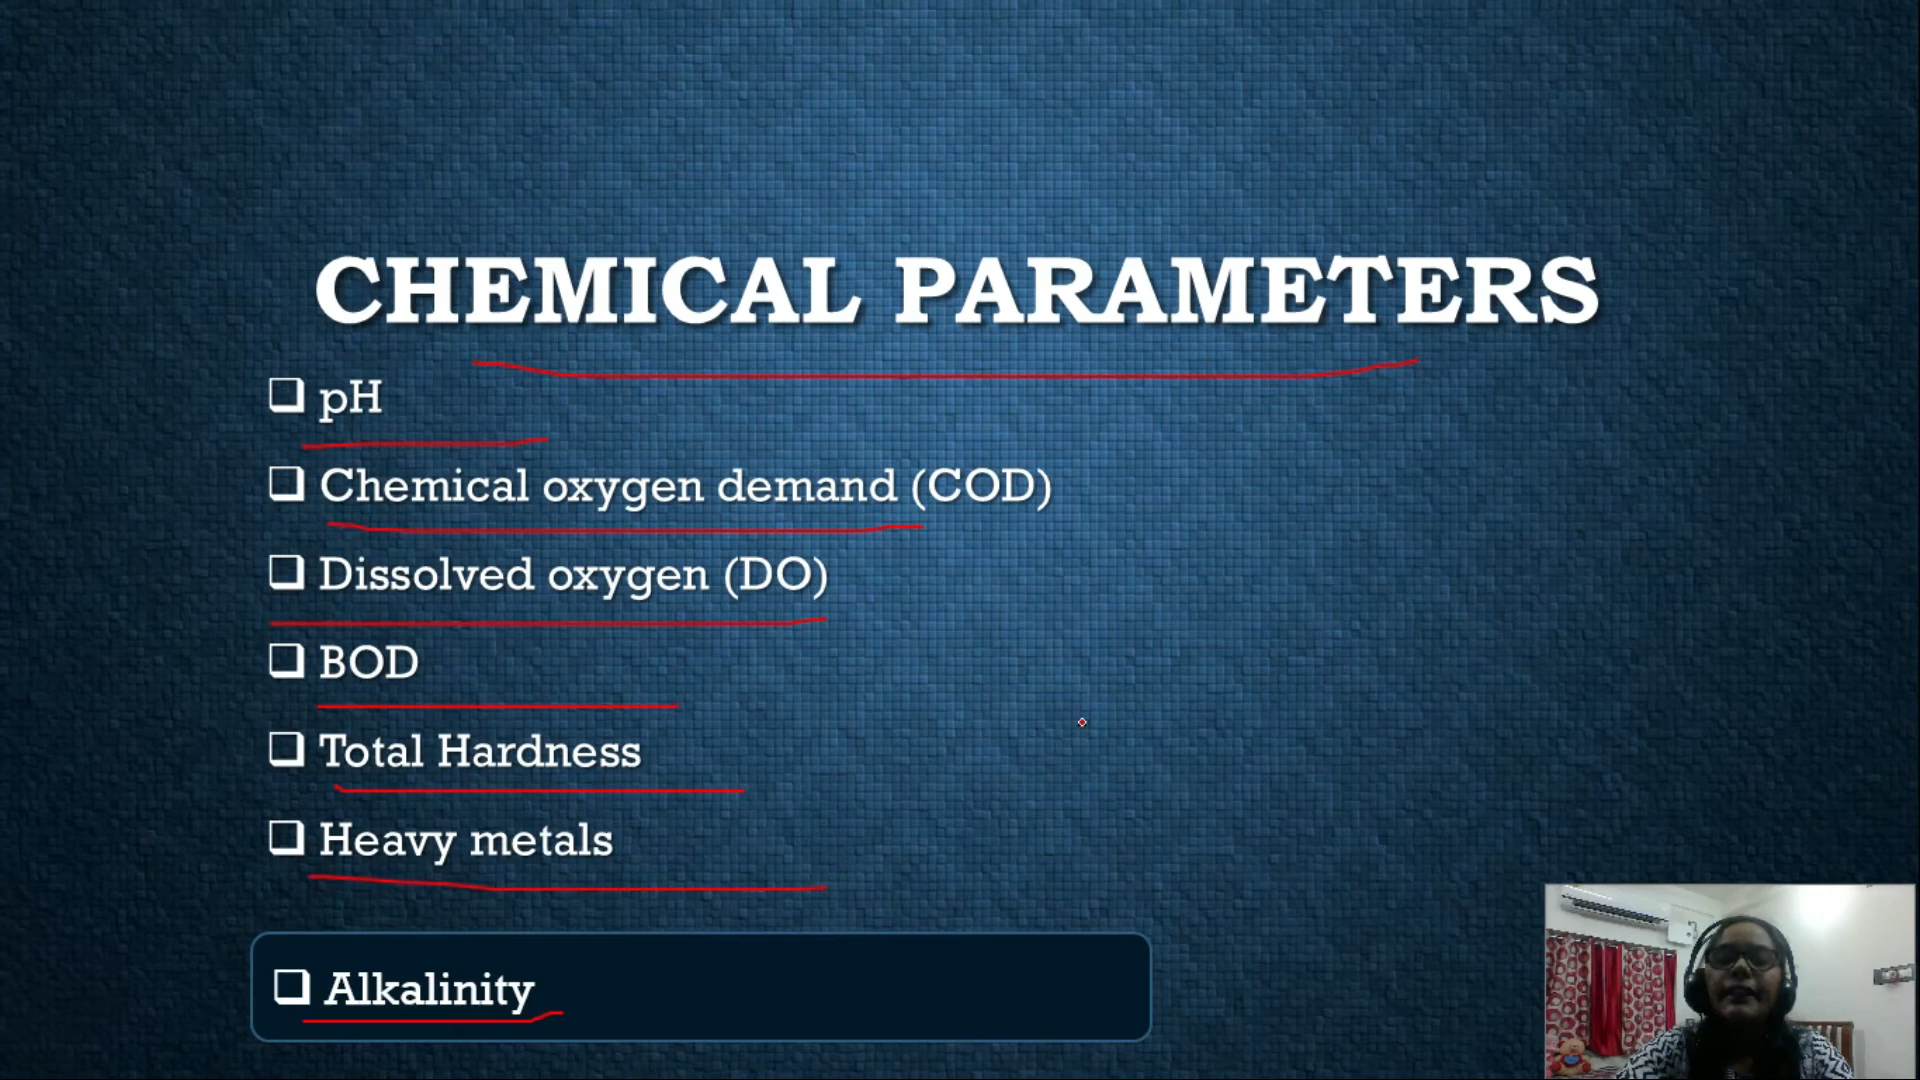 CHEMICAL PARAMETERS
pH
Chemical oxygen demand (COD)
Dissolved oxygen (DO)
BOD
Total Hardness
Heavy metals
Alkalinity